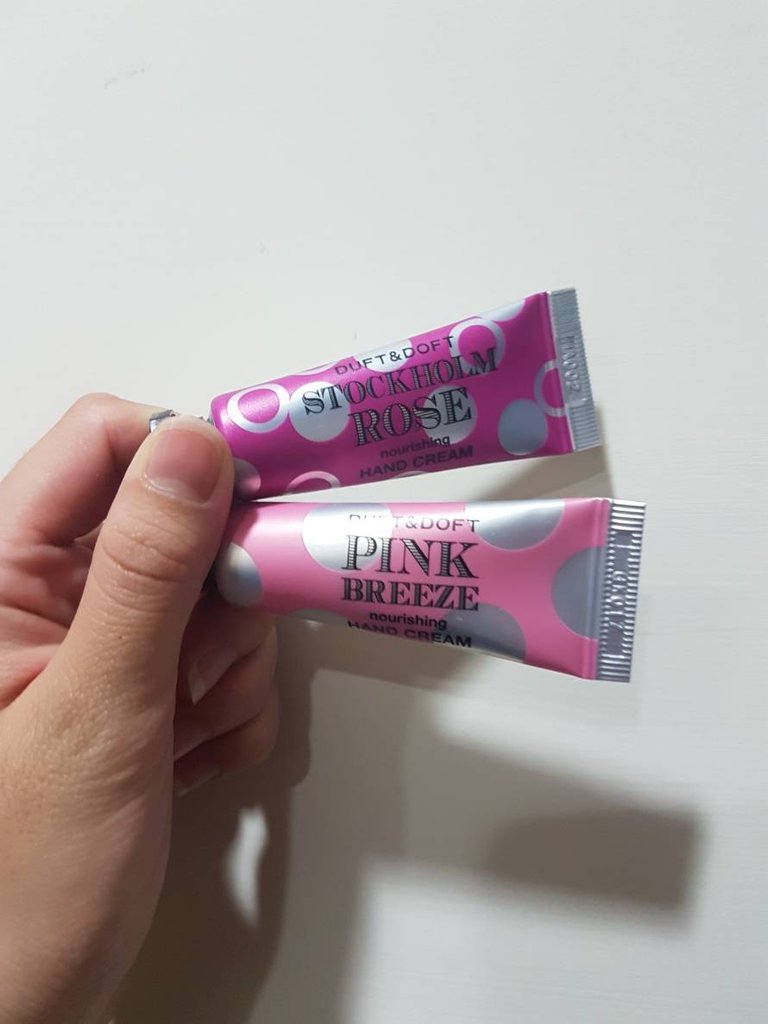 DUFT&DOFT
STOCKHOLM
ROSE
nourishing
HAND CREAM
DUFT&DOFT
PINK
BREEZE
nourishing
HAND CREAM